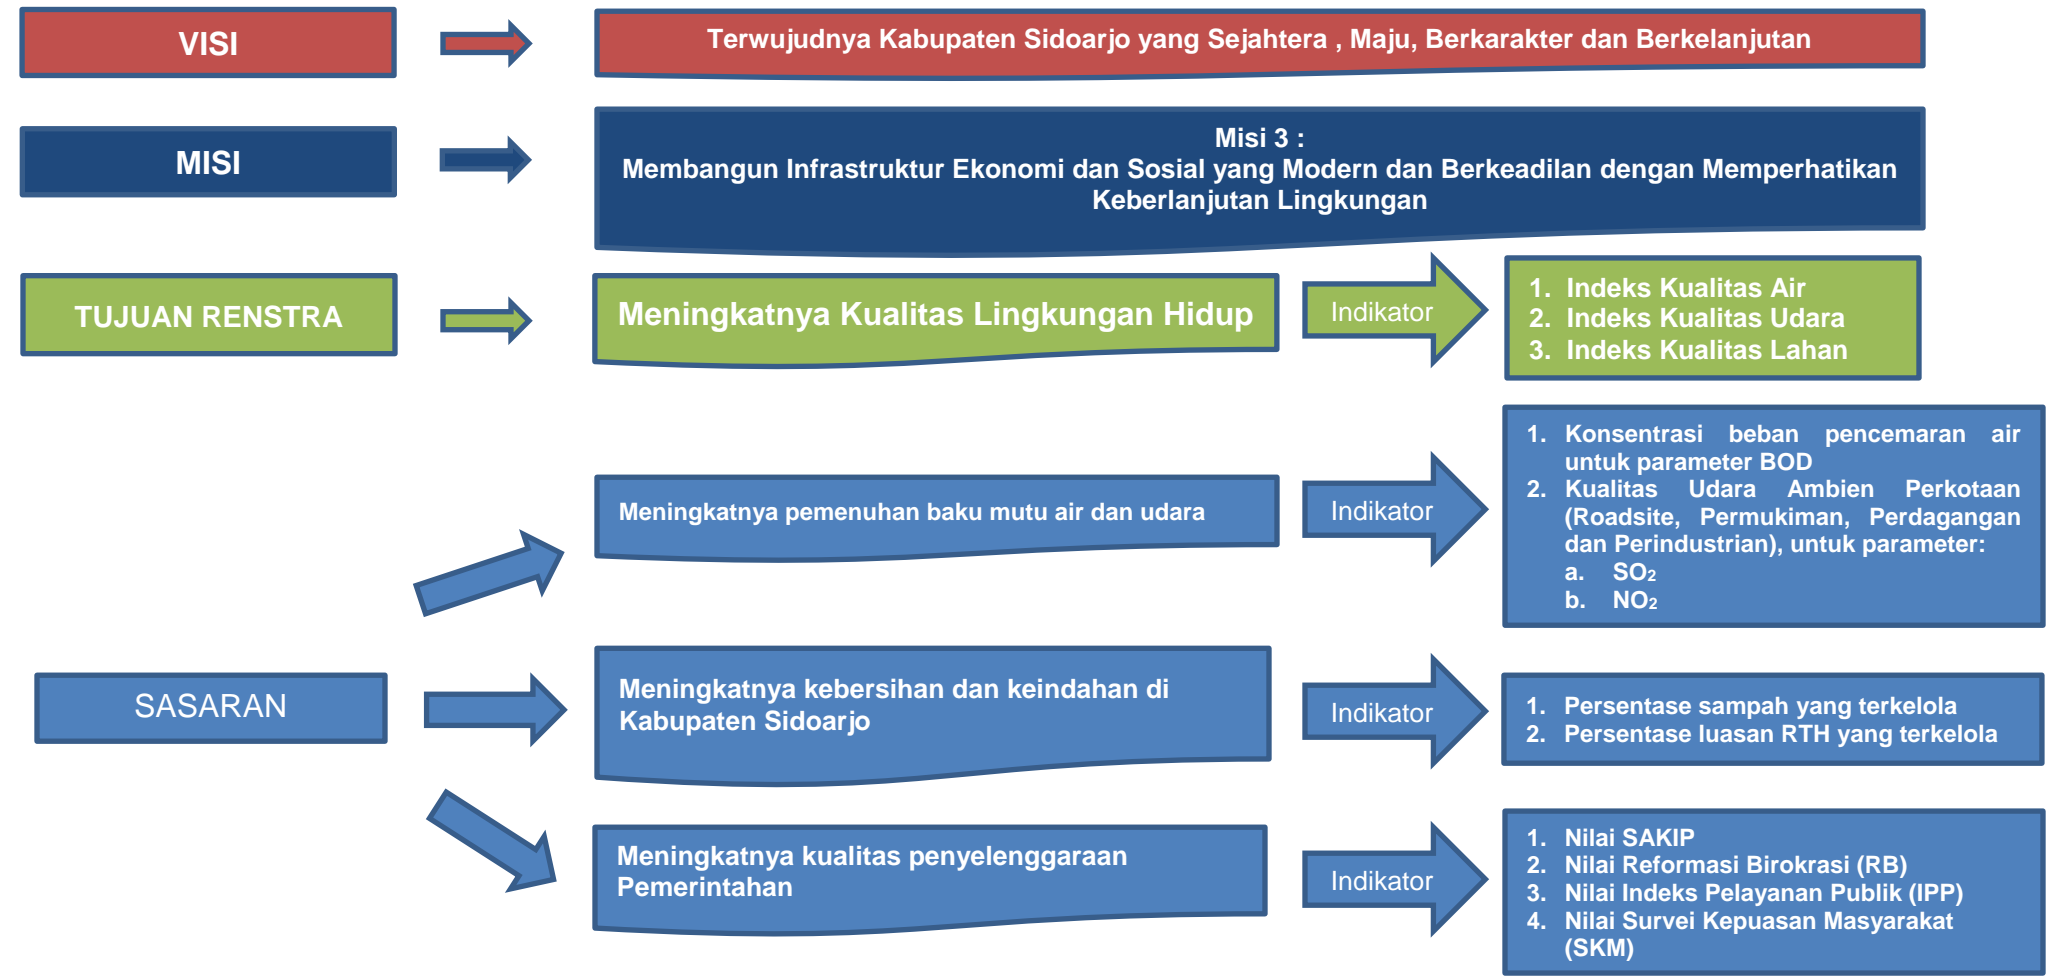 VISI
Terwujudnya Kabupaten Sidoarjo yang Sejahtera , Maju, Berkarakter dan Berkelanjutan
MISI
Misi 3 :
Membangun Infrastruktur Ekonomi dan Sosial yang Modern dan Berkeadilan dengan Memperhatikan
Keberlanjutan Lingkungan
TUJUAN RENSTRA
Meningkatnya Kualitas Lingkungan Hidup
Indikator
1. Indeks Kualitas Air
2. Indeks Kualitas Udara
3. Indeks Kualitas Lahan
SASARAN
Meningkatnya pemenuhan baku mutu air dan udara
Indikator
1. Konsentrasi beban pencemaran air
untuk parameter BOD
2. Kualitas Udara Ambien Perkotaan
(Roadsite, Permukiman, Perdagangan
dan Perindustrian), untuk parameter:
a. SO₂
b. NO₂
Meningkatnya kebersihan dan keindahan di
Kabupaten Sidoarjo
Indikator
1. Persentase sampah yang terkelola
2. Persentase luasan RTH yang terkelola
Meningkatnya kualitas penyelenggaraan
Pemerintahan
Indikator
1. Nilai SAKIP
2. Nilai Reformasi Birokrasi (RB)
3. Nilai Indeks Pelayanan Publik (IPP)
4. Nilai Survei Kepuasan Masyarakat
(SKM)